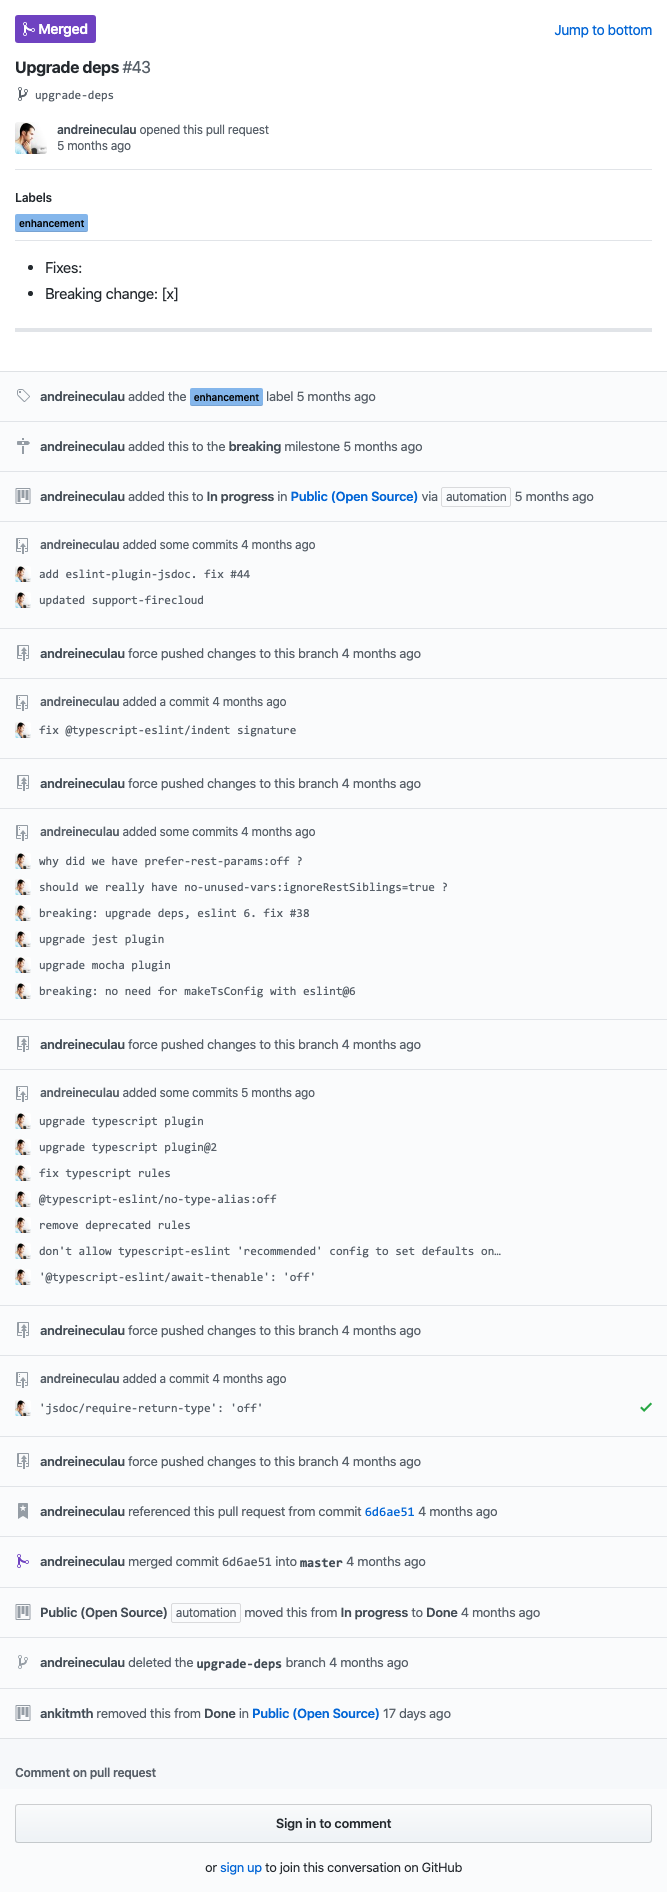 Merged
Jump to bottom
Upgrade deps #43
upgrade-deps
andreineculau opened this pull request
5 months ago
Labels
enhancement
Fixes:
Breaking change: [x]
andreineculau added the enhancement label 5 months ago
andreineculau added this to the breaking milestone 5 months ago
andreineculau added this to In progress in Public (Open Source) via automation 5 months ago
andreineculau added some commits 4 months ago
add eslint-plugin-jsdoc. fix #44
updated support-firecloud
andreineculau force pushed changes to this branch 4 months ago
andreineculau added a commit 4 months ago
fix @typescript-eslint/indent signature
andreineculau force pushed changes to this branch 4 months ago
andreineculau added some commits 4 months ago
why did we have prefer-rest-params:off ?
should we really have no-unused-vars:ignoreRestSiblings=true ?
breaking: upgrade deps, eslint 6. fix #38
upgrade jest plugin
upgrade mocha plugin
breaking: no need for makeTsConfig with eslint@6
andreineculau force pushed changes to this branch 4 months ago
andreineculau added some commits 5 months ago
upgrade typescript plugin
upgrade typescript plugin@2
fix typescript rules
@typescript-eslint/no-type-alias:off
remove deprecated rules
don't allow typescript-eslint 'recommended' config to set defaults on…
'@typescript-eslint/await-thenable': 'off'
andreineculau force pushed changes to this branch 4 months ago
andreineculau added a commit 4 months ago
'jsdoc/require-return-type': 'off'
andreineculau force pushed changes to this branch 4 months ago
andreineculau referenced this pull request from commit 6d6ae51 4 months ago
andreineculau merged commit 6d6ae51 into master 4 months ago
Public (Open Source) automation moved this from In progress to Done 4 months ago
andreineculau deleted the upgrade-deps branch 4 months ago
ankitmth removed this from Done in Public (Open Source) 17 days ago
Comment on pull request
Sign in to comment
or sign up to join this conversation on GitHub